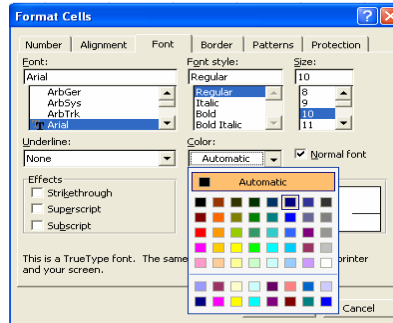 Format Cells
Number Alignment Font Border Patterns Protection
Font: Font style: Size:
Arial Regular 10
ArbGer Regular 8
ArbSys Italic 9
ArbTrk Bold 10
Arial Bold Italic 11
Underline: Color:
None Automatic Normal font
Effects Automatic
Strikethrough
Superscript
Subscript
This is a TrueType font. The same printer
and your screen.
Cancel